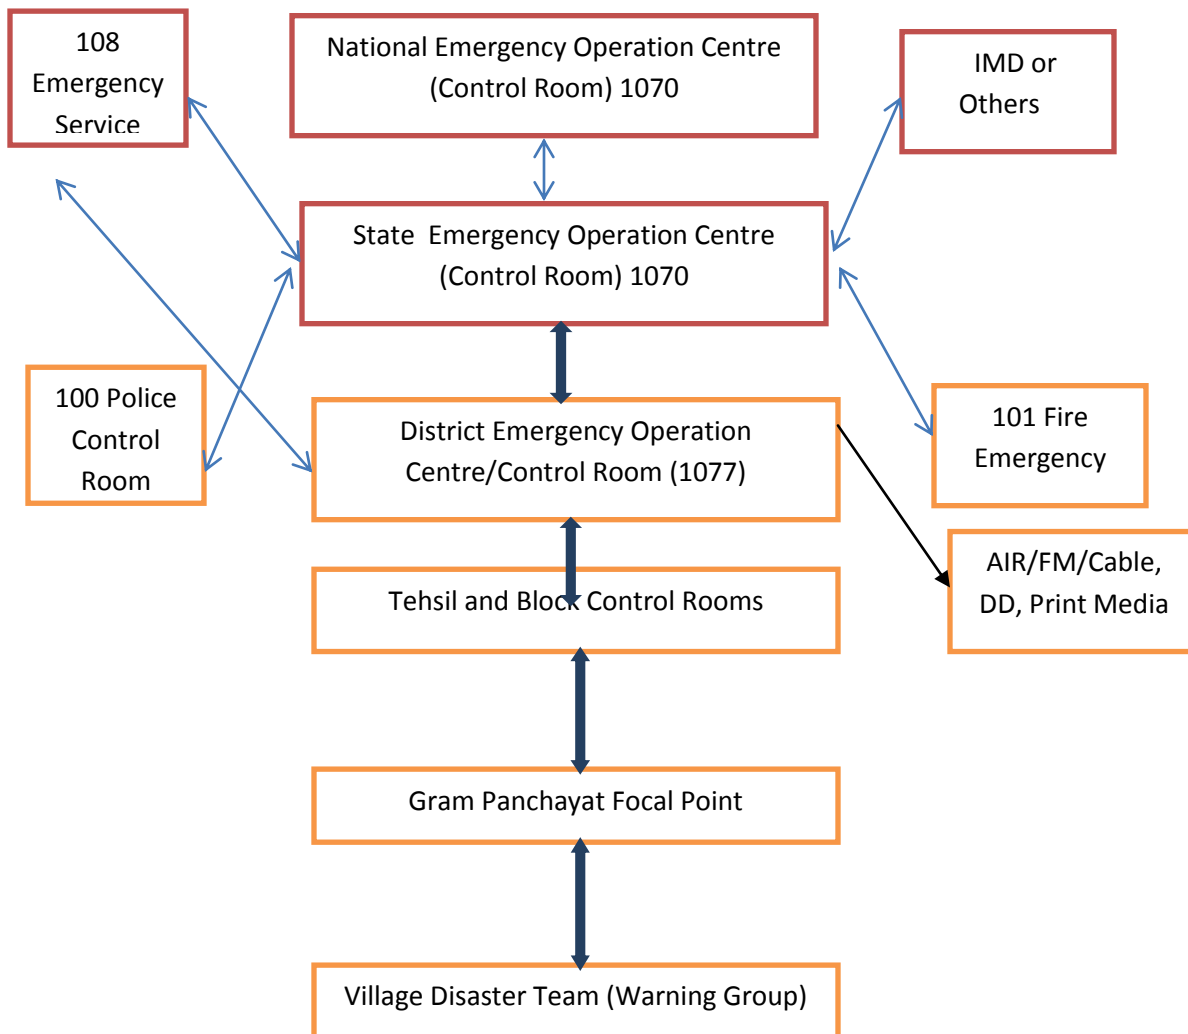 108
Emergency
Service
National Emergency Operation Centre
(Control Room) 1070
IMD or
Others
State Emergency Operation Centre
(Control Room) 1070
100 Police
Control
Room
District Emergency Operation
Centre/Control Room (1077)
101 Fire
Emergency
AIR/FM/Cable,
DD, Print Media
Tehsil and Block Control Rooms
Gram Panchayat Focal Point
Village Disaster Team (Warning Group)